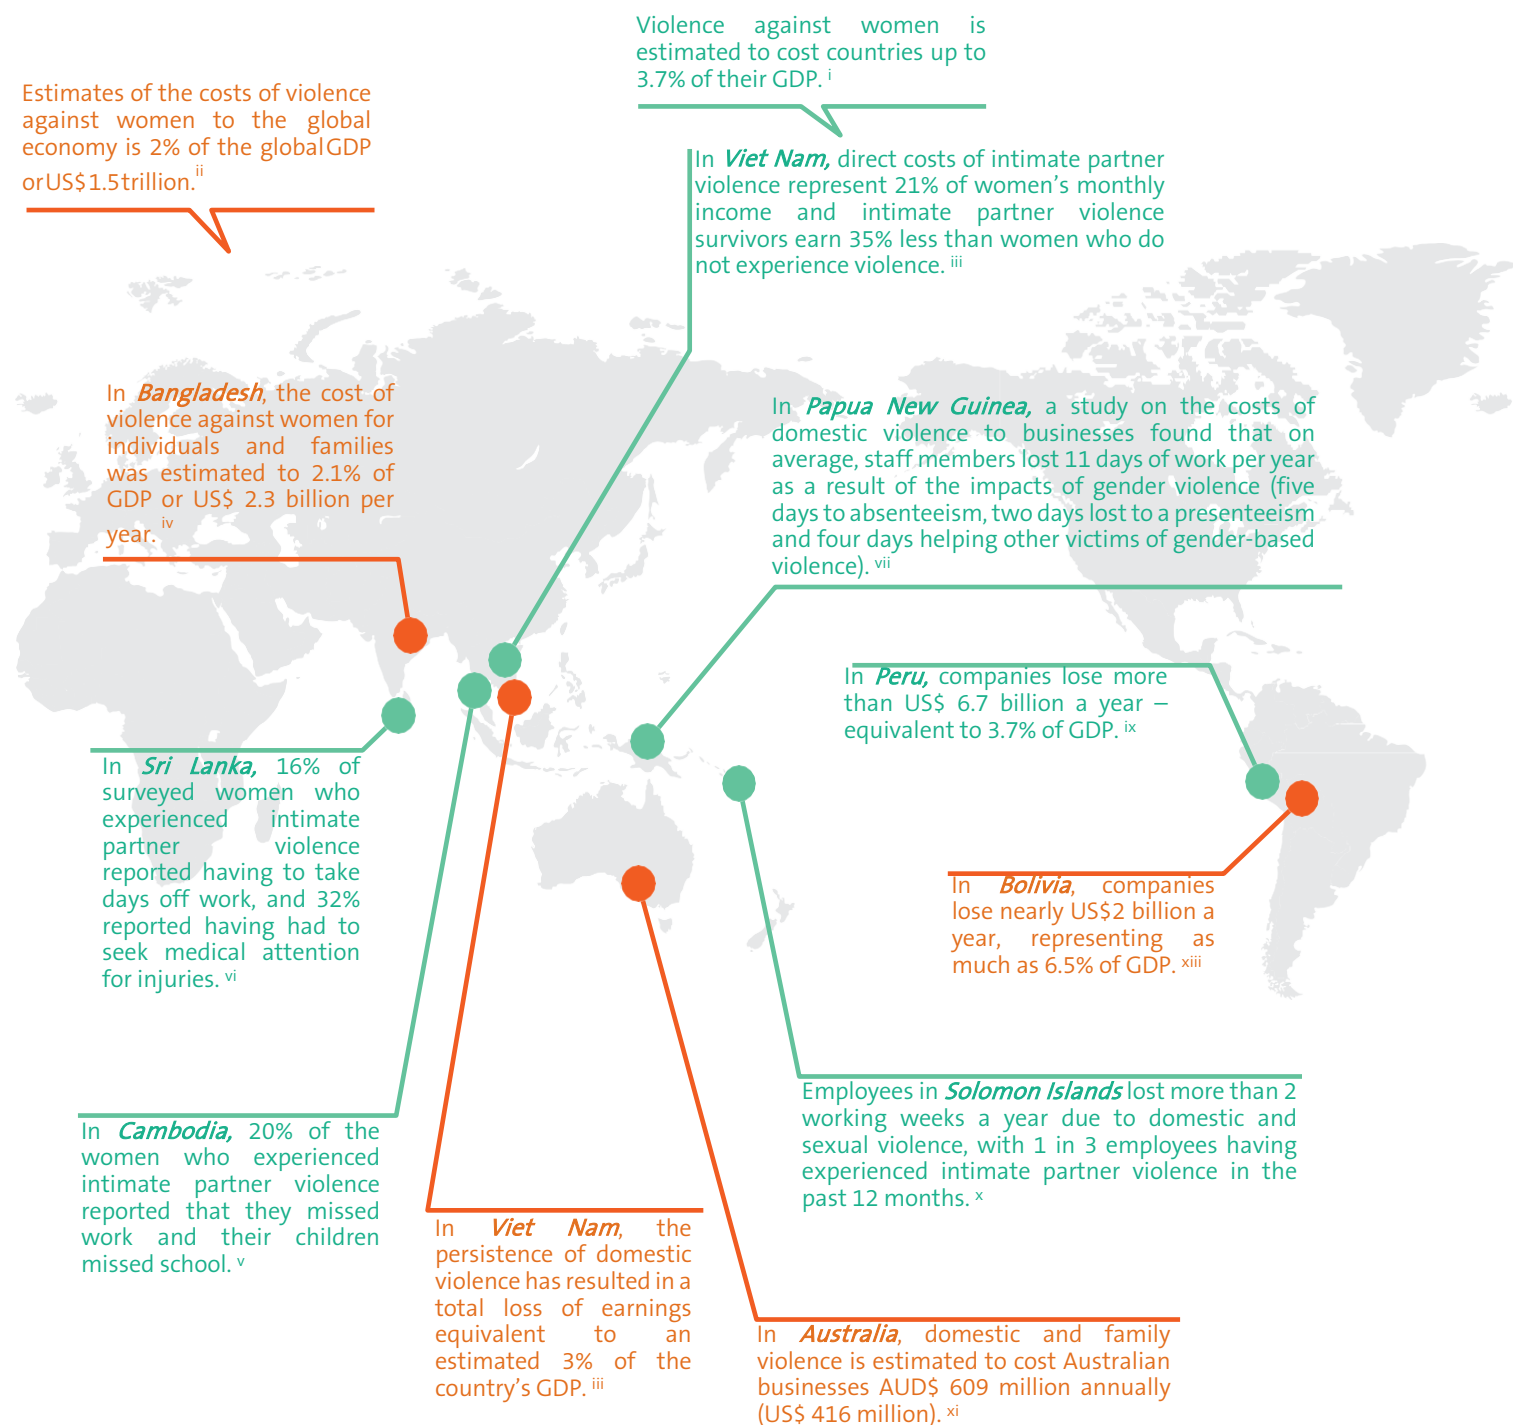 Violence against women is
estimated to cost countries up to
3.7% of their GDP. i
Estimates of the costs of violence
against women to the global
economy is 2% of the global GDP
orUS$1.5trillion.ii
In Viet Nam, direct costs of intimate partner
violence represent 21% of women's monthly
income and intimate partner violence
survivors earn 35% less than women who do
not experience violence. iii
In Bangladesh, the cost of
violence against women for
individuals and families
was estimated to 2.1% of
GDP or US$ 2.3 billion per
year. iv
In Papua New Guinea, a study on the costs of
domestic violence to businesses found that on
average, staff members lost 11 days of work per year
as a result of the impacts of gender violence (five
days to absenteeism, two days lost to a presenteeism
and four days helping other victims of gender-based
violence). vii
In Peru, companies lose more
than US$ 6.7 billion a year –
equivalent to 3.7% of GDP. ix
In Sri Lanka, 16% of
surveyed women who
experienced intimate
partner violence
reported having to take
days off work, and 32%
reported having had to
seek medical attention
for injuries. vi
In Bolivia, companies
lose nearly US$2 billion a
year, representing as
much as 6.5% of GDP. xiii
Employees in Solomon Islands lost more than 2
working weeks a year due to domestic and
sexual violence, with 1 in 3 employees having
experienced intimate partner violence in the
past 12 months. x
In Cambodia, 20% of the
women who experienced
intimate partner violence
reported that they missed
work and their children
missed school. v
In Viet Nam, the
persistence of domestic
violence has resulted in a
total loss of earnings
equivalent to an
estimated 3% of the
country's GDP. iii
In Australia, domestic and family
violence is estimated to cost Australian
businesses AUD$ 609 million annually
(US$ 416 million). xi